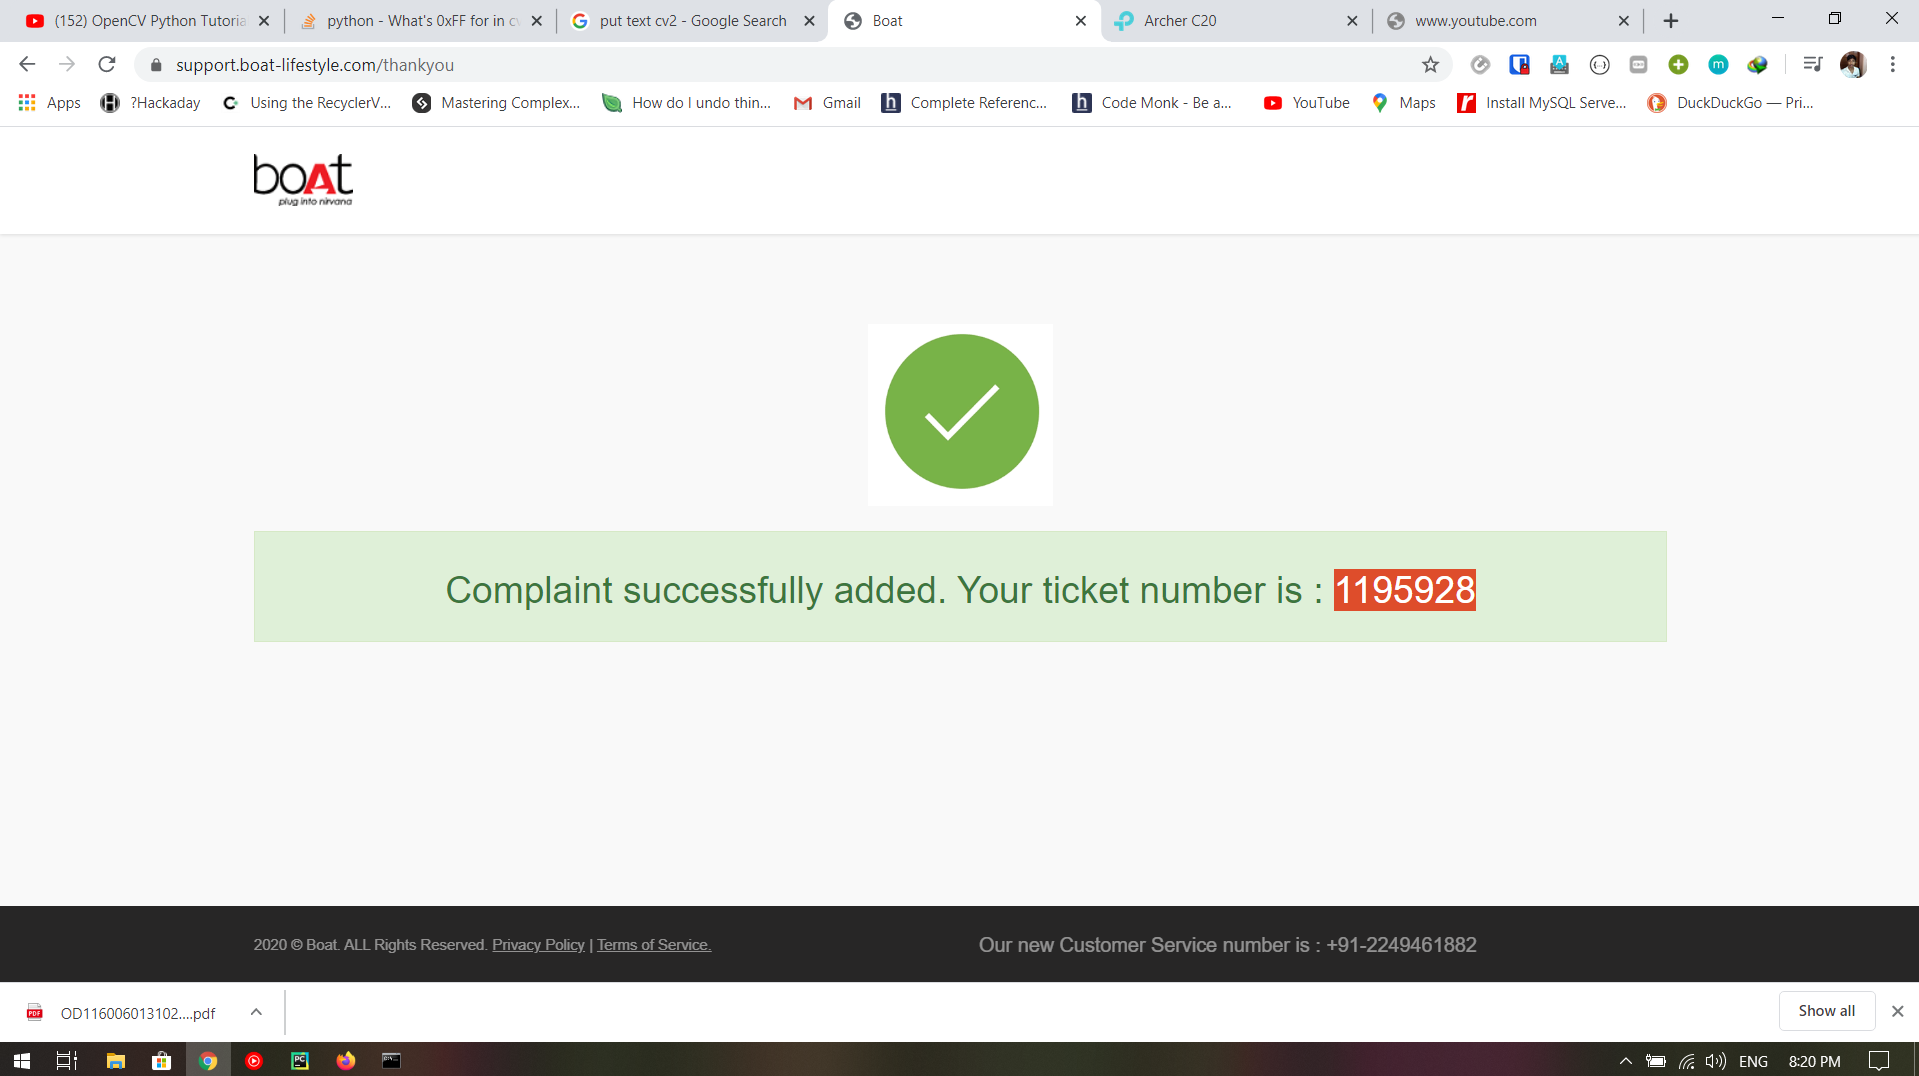 (152) OpenCV Python Tutoria
python - What's 0xFF for in cv
put text cv2 - Google Search
Boat
Archer C20
www.youtube.com
support.boat-lifestyle.com/thankyou
Apps
?Hackaday
Using the RecyclerV...
Mastering Complex...
How do I undo thin...
Gmail
Complete Referenc...
Code Monk - Be a...
YouTube
Maps
Install MySQL Serve...
DuckDuckGo — Pri...
boAt
plug into nirvana
Complaint successfully added. Your ticket number is : 1195928
2020 © Boat. ALL Rights Reserved. Privacy Policy | Terms of Service.
Our new Customer Service number is : +91-2249461882
OD116006013102....pdf
Show all
ENG
8:20 PM